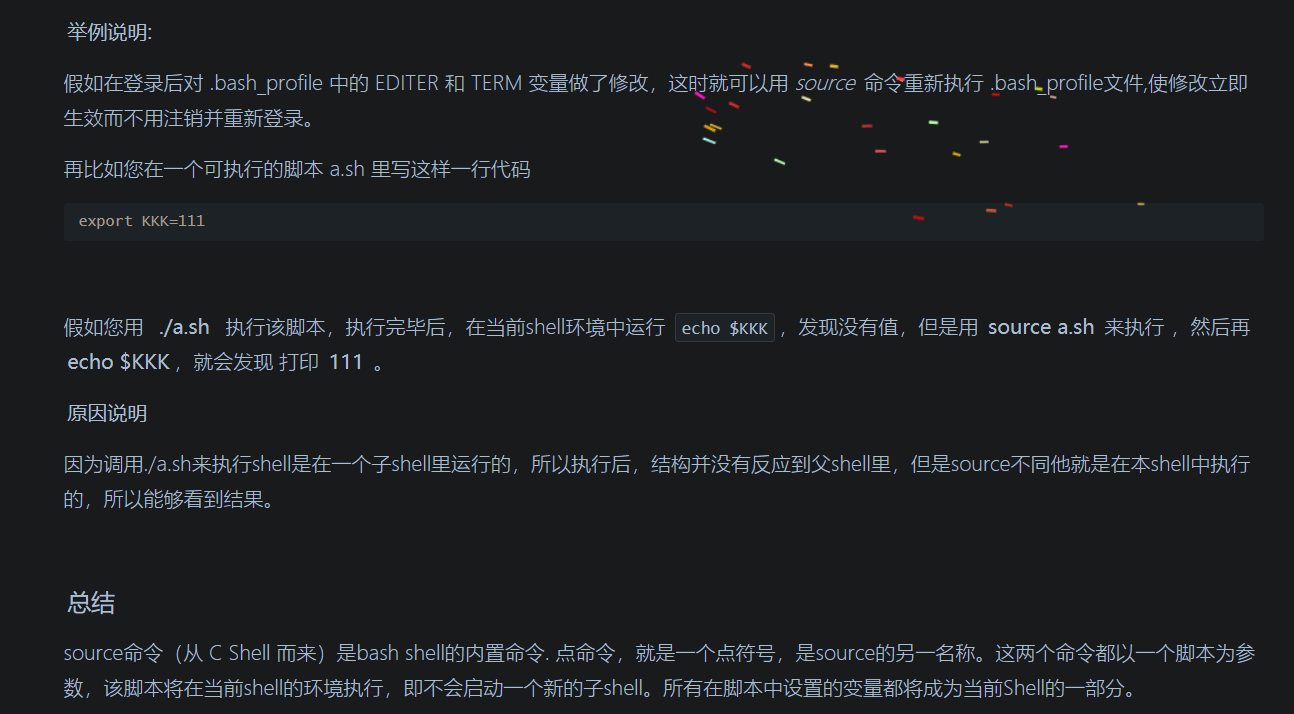 举例说明:
假如在登录后对 .bash_profile 中的 EDITER 和 TERM 变量做了修改，这时就可以用 source 命令重新执行 .bash_profile文件,使修改立即
生效而不用注销并重新登录。
再比如您在一个可执行的脚本 a.sh 里写这样一行代码
export KKK=111
假如您用 ./a.sh 执行该脚本，执行完毕后，在当前shell环境中运行 echo $KKK ，发现没有值，但是用 source a.sh 来执行 ，然后再
echo $KKK ，就会发现 打印 111 。
原因说明
因为调用./a.sh来执行shell是在一个子shell里运行的，所以执行后，结构并没有反应到父shell里，但是source不同他就是在本shell中执行
的，所以能够看到结果。
总结
source命令（从 C Shell 而来）是bash shell的内置命令. 点命令，就是一个点符号，是source的另一名称。这两个命令都以一个脚本为参
数，该脚本将在当前shell的环境执行，即不会启动一个新的子shell。所有在脚本中设置的变量都将成为当前Shell的一部分。